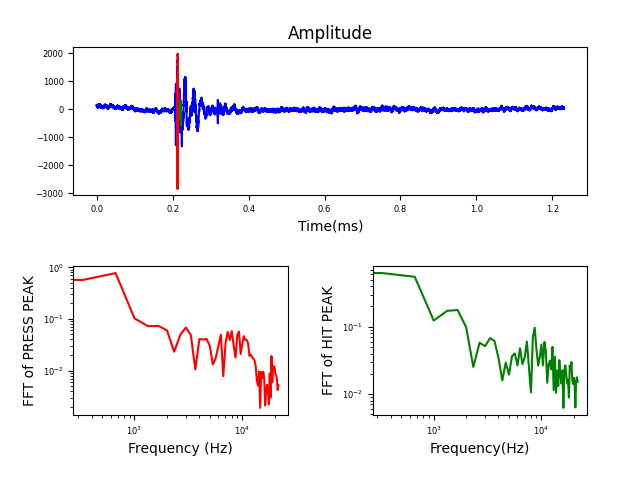 Amplitude
2000
1000
0
−1000
−2000
−3000
0.0 0.2 0.4 0.6 0.8 1.0 1.2
Time(ms)
FFT of PRESS PEAK
10⁰
10⁻¹
10⁻²
10³ 10⁴
Frequency (Hz)
FFT of HIT PEAK
10⁻¹
10⁻²
10³ 10⁴
Frequency(Hz)